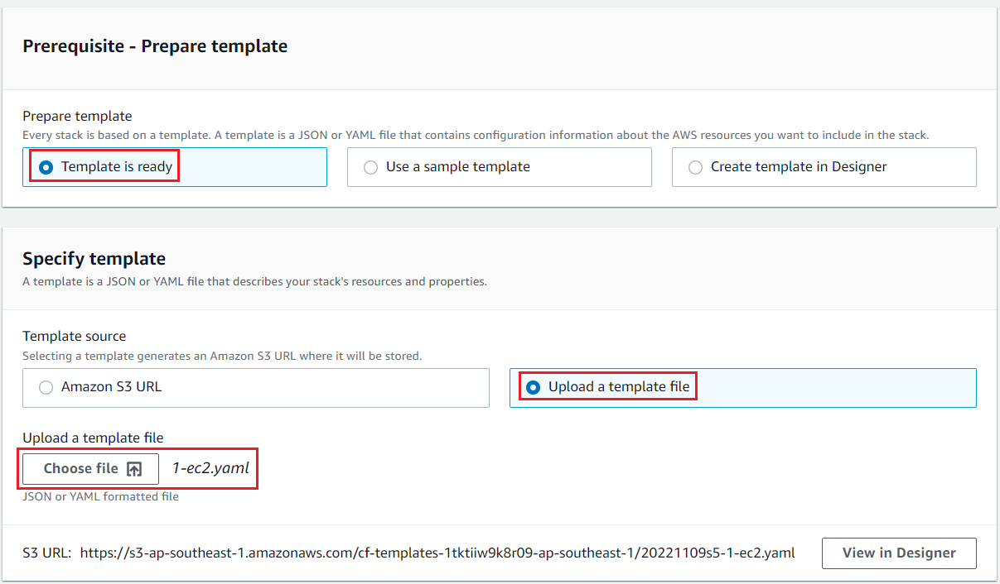 Prerequisite - Prepare template
Prepare template
Every stack is based on a template. A template is a JSON or YAML file that contains configuration information about the AWS resources you want to include in the stack.
Template is ready
Use a sample template
Create template in Designer
Specify template
A template is a JSON or YAML file that describes your stack's resources and properties.
Template source
Selecting a template generates an Amazon S3 URL where it will be stored.
Amazon S3 URL
Upload a template file
Upload a template file
Choose file
1-ec2.yaml
JSON or YAML formatted file
S3 URL: https://s3-ap-southeast-1.amazonaws.com/cf-templates-1tktiiw9k8r09-ap-southeast-1/20221109s5-1-ec2.yaml
View in Designer